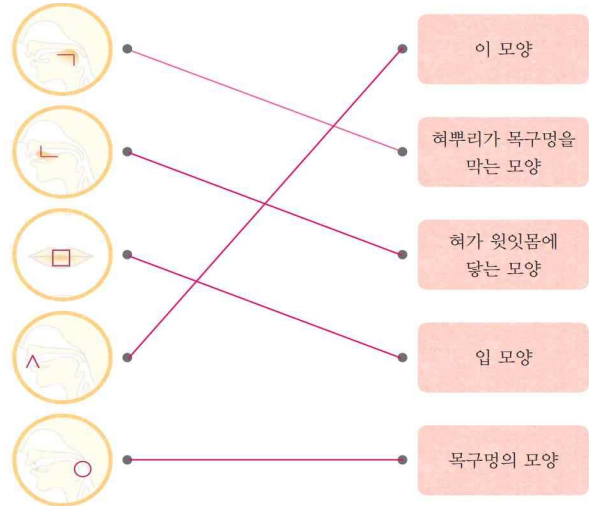 ㄱ
이 모양
혀뿌리가 목구멍을
막는 모양
ㄴ
혀가 윗잇몸에
닿는 모양
ㅁ
입 모양
ㅅ
목구멍의 모양
ㅇ